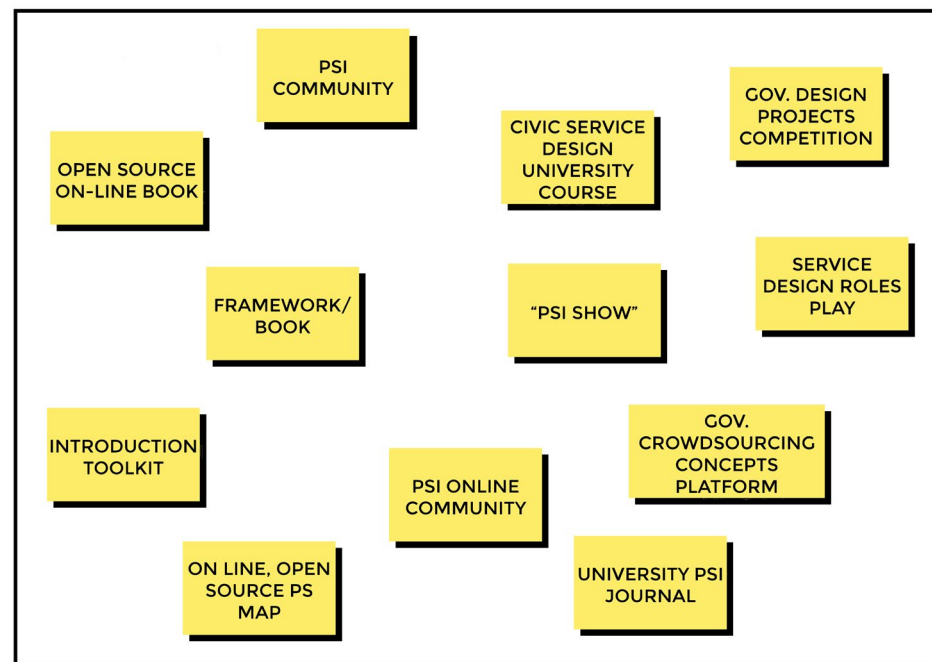 PSI
COMMUNITY
GOV. DESIGN
PROJECTS
COMPETITION
CIVIC SERVICE
DESIGN
UNIVERSITY
COURSE
OPEN SOURCE
ON-LINE BOOK
FRAMEWORK/
BOOK
“PSI SHOW”
SERVICE
DESIGN ROLES
PLAY
INTRODUCTION
TOOLKIT
GOV.
CROWDSOURCING
CONCEPTS
PLATFORM
PSI ONLINE
COMMUNITY
ON LINE, OPEN
SOURCE PS
MAP
UNIVERSITY PSI
JOURNAL